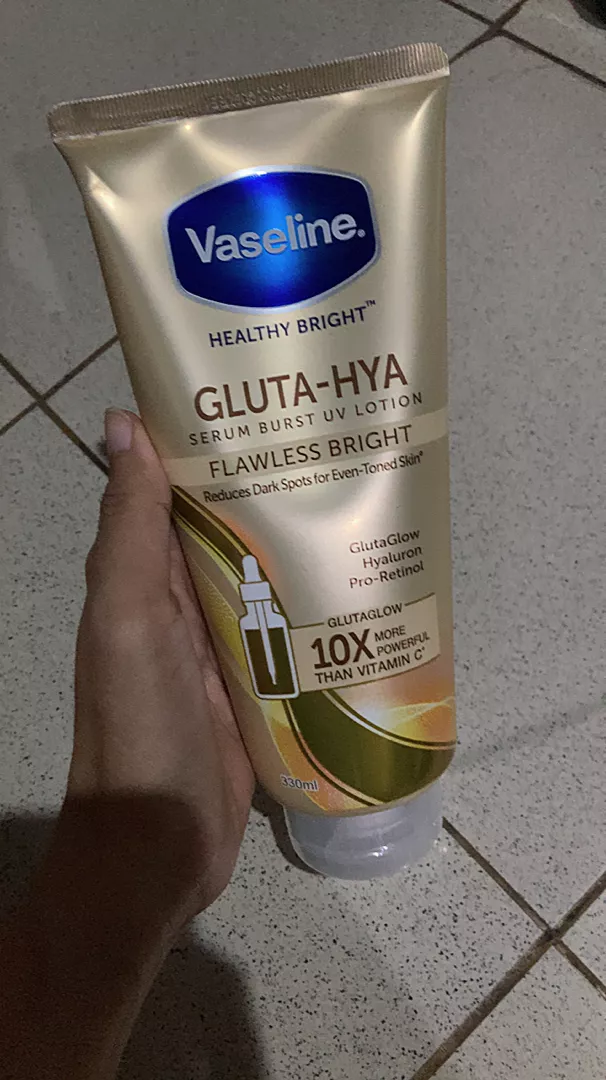 Vaseline.
HEALTHY BRIGHT™
GLUTA-HYA
SERUM BURST UV LOTION
FLAWLESS BRIGHT
Reduces Dark Spots for Even-Toned Skin*
GlutaGlow
Hyaluron
Pro-Retinol
GLUTAGLOW
10X MORE POWERFUL
THAN VITAMIN C*
330ml